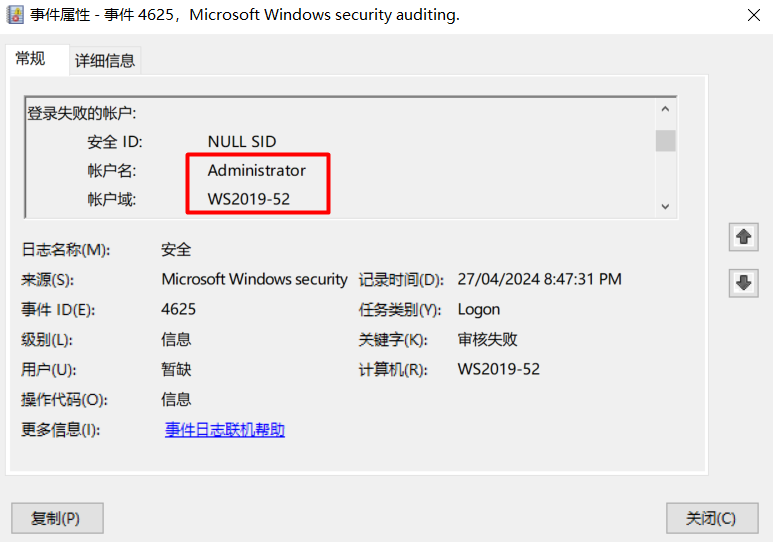 事件属性 - 事件 4625，Microsoft Windows security auditing.
常规 详细信息
登录失败的帐户:
安全 ID: NULL SID
帐户名: Administrator
帐户域: WS2019-52
日志名称(M): 安全
来源(S): Microsoft Windows security 记录时间(D): 27/04/2024 8:47:31 PM
事件 ID(E): 4625 任务类别(Y): Logon
级别(L): 信息 关键字(K): 审核失败
用户(U): 暂缺 计算机(R): WS2019-52
操作代码(O): 信息
更多信息(I): 事件日志联机帮助
复制(P) 关闭(C)